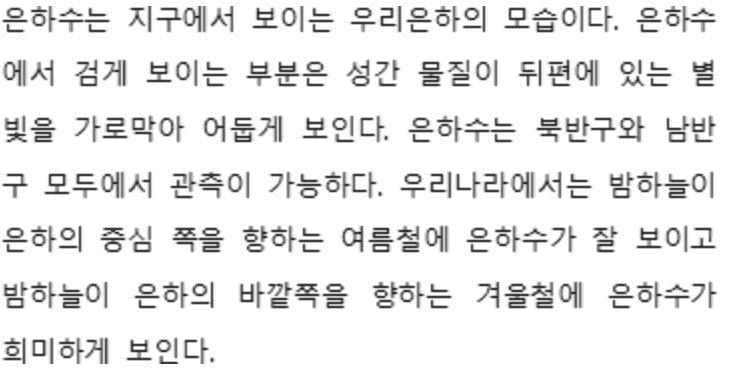 은하수는 지구에서 보이는 우리은하의 모습이다. 은하수
에서 검게 보이는 부분은 성간 물질이 뒤편에 있는 별
빛을 가로막아 어둡게 보인다. 은하수는 북반구와 남반
구 모두에서 관측이 가능하다. 우리나라에서는 밤하늘이
은하의 중심 쪽을 향하는 여름철에 은하수가 잘 보이고
밤하늘이 은하의 바깥쪽을 향하는 겨울철에 은하수가
희미하게 보인다.